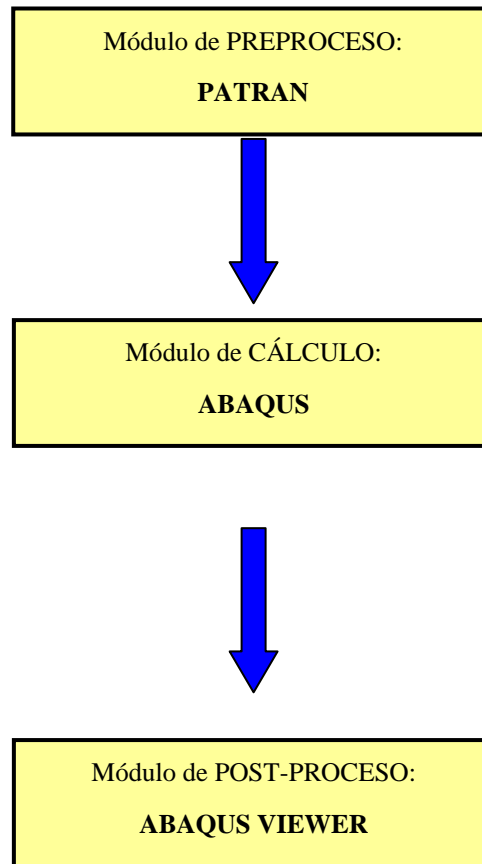 Módulo de PREPROCESO:
PATRAN
Módulo de CÁLCULO:
ABAQUS
Módulo de POST-PROCESO:
ABAQUS VIEWER